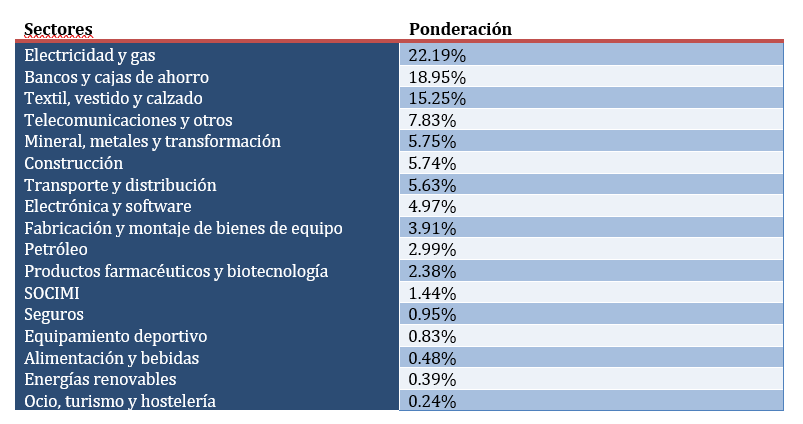 Sectores Ponderación
Electricidad y gas 22.19%
Bancos y cajas de ahorro 18.95%
Textil, vestido y calzado 15.25%
Telecomunicaciones y otros 7.83%
Mineral, metales y transformación 5.75%
Construcción 5.74%
Transporte y distribución 5.63%
Electrónica y software 4.97%
Fabricación y montaje de bienes de equipo 3.91%
Petróleo 2.99%
Productos farmacéuticos y biotecnología 2.38%
SOCIMI 1.44%
Seguros 0.95%
Equipamiento deportivo 0.83%
Alimentación y bebidas 0.48%
Energías renovables 0.39%
Ocio, turismo y hostelería 0.24%